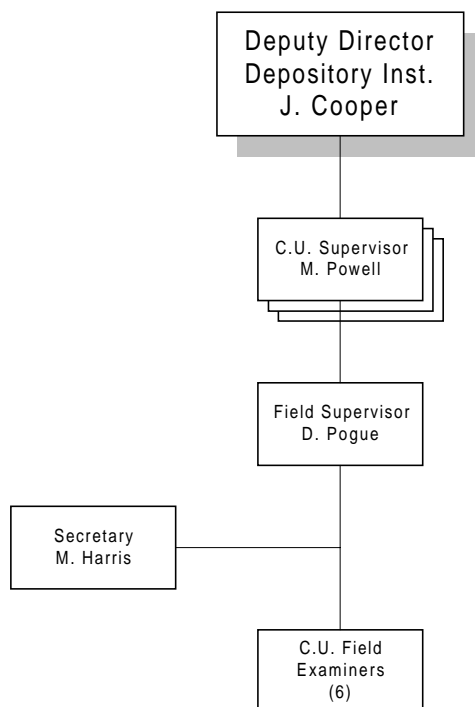 Deputy Director
Depository Inst.
J. Cooper
C.U. Supervisor
M. Powell
Field Supervisor
D. Pogue
Secretary
M. Harris
C.U. Field
Examiners
(6)